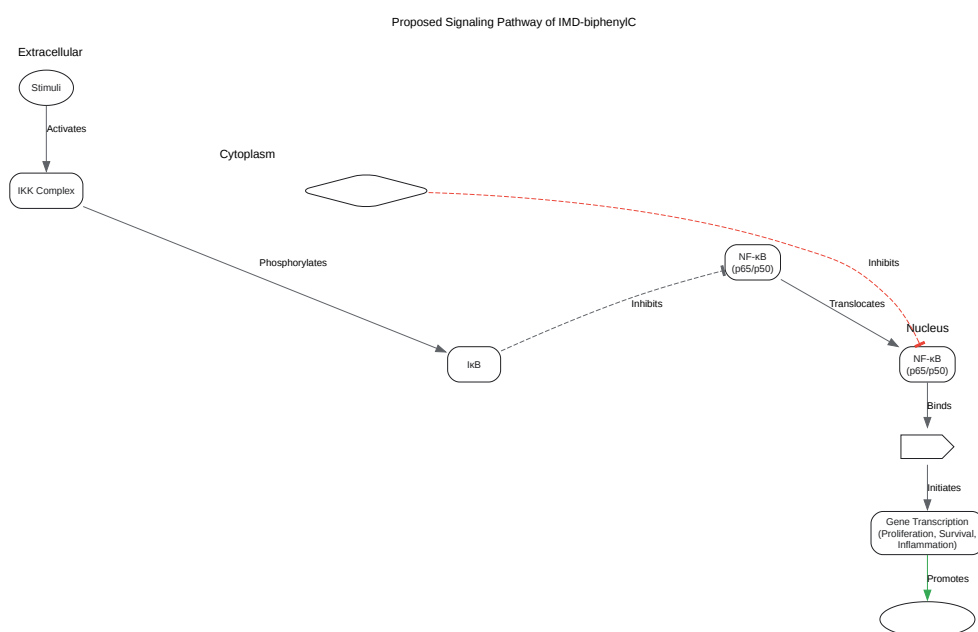 Proposed Signaling Pathway of IMD-biphenylC
Extracellular
Stimuli
Activates
Cytoplasm
IKK Complex
Phosphorylates
NF-κB
(p65/p50)
Inhibits
Inhibits
Translocates
Nucleus
IκB
NF-κB
(p65/p50)
Binds
Initiates
Gene Transcription
(Proliferation, Survival,
Inflammation)
Promotes